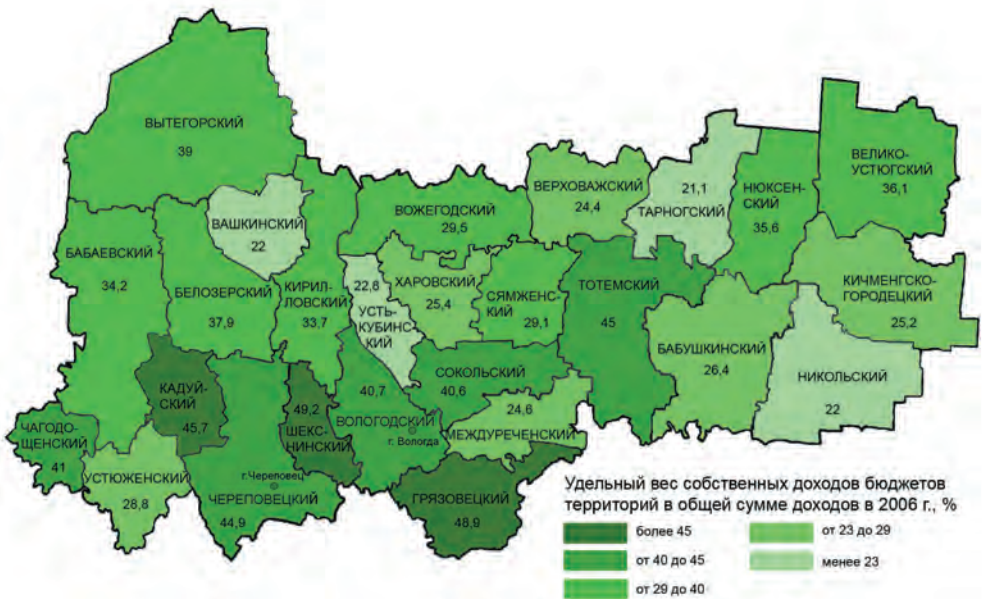 ВЫТЕГОРСКИЙ
39
ВАШКИНСКИЙ
22
БАБАЕВСКИЙ
34,2
БЕЛОЗЕРСКИЙ
37,9
КИРИЛ-
ЛОВСКИЙ
33,7
ВОЖЕГОДСКИЙ
29,5
ВЕРХОВАЖСКИЙ
24,4
21,1
ТАРНОГСКИЙ
НЮКСЕН-
СКИЙ
35,6
ВЕЛИКО-
УСТЮГСКИЙ
36,1
22,8
УСТЬ-
КУБИН-
СКИЙ
ХАРОВСКИЙ
25,4
СЯМЖЕН-
СКИЙ
29,1
ТОТЕМСКИЙ
45
КИЧМЕНГСКО-
ГОРОДЕЦКИЙ
25,2
БАБУШКИНСКИЙ
26,4
НИКОЛЬСКИЙ
22
КАДУЙ-
СКИЙ
45,7
49,2
ШЕКС-
НИНСКИЙ
40,7
ВОЛОГОДСКИЙ
г. Вологда
СОКОЛЬСКИЙ
40,6
24,6
МЕЖДУРЕЧЕНСКИЙ
ЧАГОДО-
ЩЕНСКИЙ
41
УСТЮЖЕНСКИЙ
28,8
г.Череповец
ЧЕРЕПОВЕЦКИЙ
44,9
ГРЯЗОВЕЦКИЙ
48,9
Удельный вес собственных доходов бюджетов
территорий в общей сумме доходов в 2006 г., %
более 45
от 40 до 45
от 29 до 40
от 23 до 29
менее 23